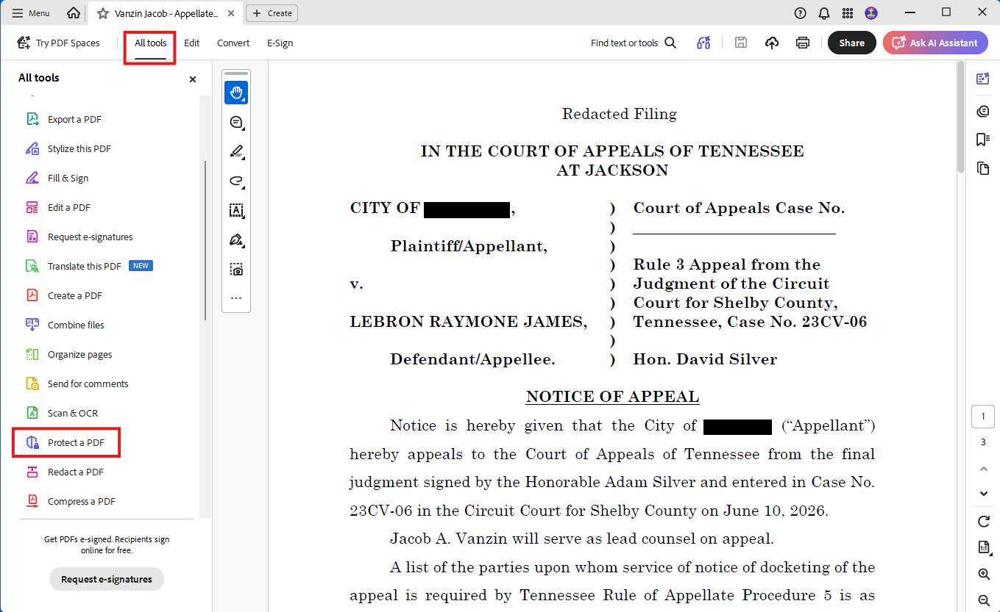 Menu
Vanzin Jacob - Appellate...
Create
Try PDF Spaces
All tools
Edit
Convert
E-Sign
Find text or tools
Share
Ask AI Assistant
All tools
Export a PDF
Stylize this PDF
Fill & Sign
Edit a PDF
Request e-signatures
Translate this PDF NEW
Create a PDF
Combine files
Organize pages
Send for comments
Scan & OCR
Protect a PDF
Redact a PDF
Compress a PDF
Get PDFs e-signed. Recipients sign
online for free.
Request e-signatures
Redacted Filing
IN THE COURT OF APPEALS OF TENNESSEE
AT JACKSON
CITY OF , ) Court of Appeals Case No.
) ____________________
Plaintiff/Appellant, )
) Rule 3 Appeal from the
v. ) Judgment of the Circuit
) Court for Shelby County,
LEBRON RAYMONE JAMES, ) Tennessee, Case No. 23CV-06
)
Defendant/Appellee. ) Hon. David Silver
NOTICE OF APPEAL
Notice is hereby given that the City of (“Appellant”)
hereby appeals to the Court of Appeals of Tennessee from the final
judgment signed by the Honorable Adam Silver and entered in Case No.
23CV-06 in the Circuit Court for Shelby County on June 10, 2026.
Jacob A. Vanzin will serve as lead counsel on appeal.
A list of the parties upon whom service of notice of docketing of the
appeal is required by Tennessee Rule of Appellate Procedure 5 is as
1
3
1:1